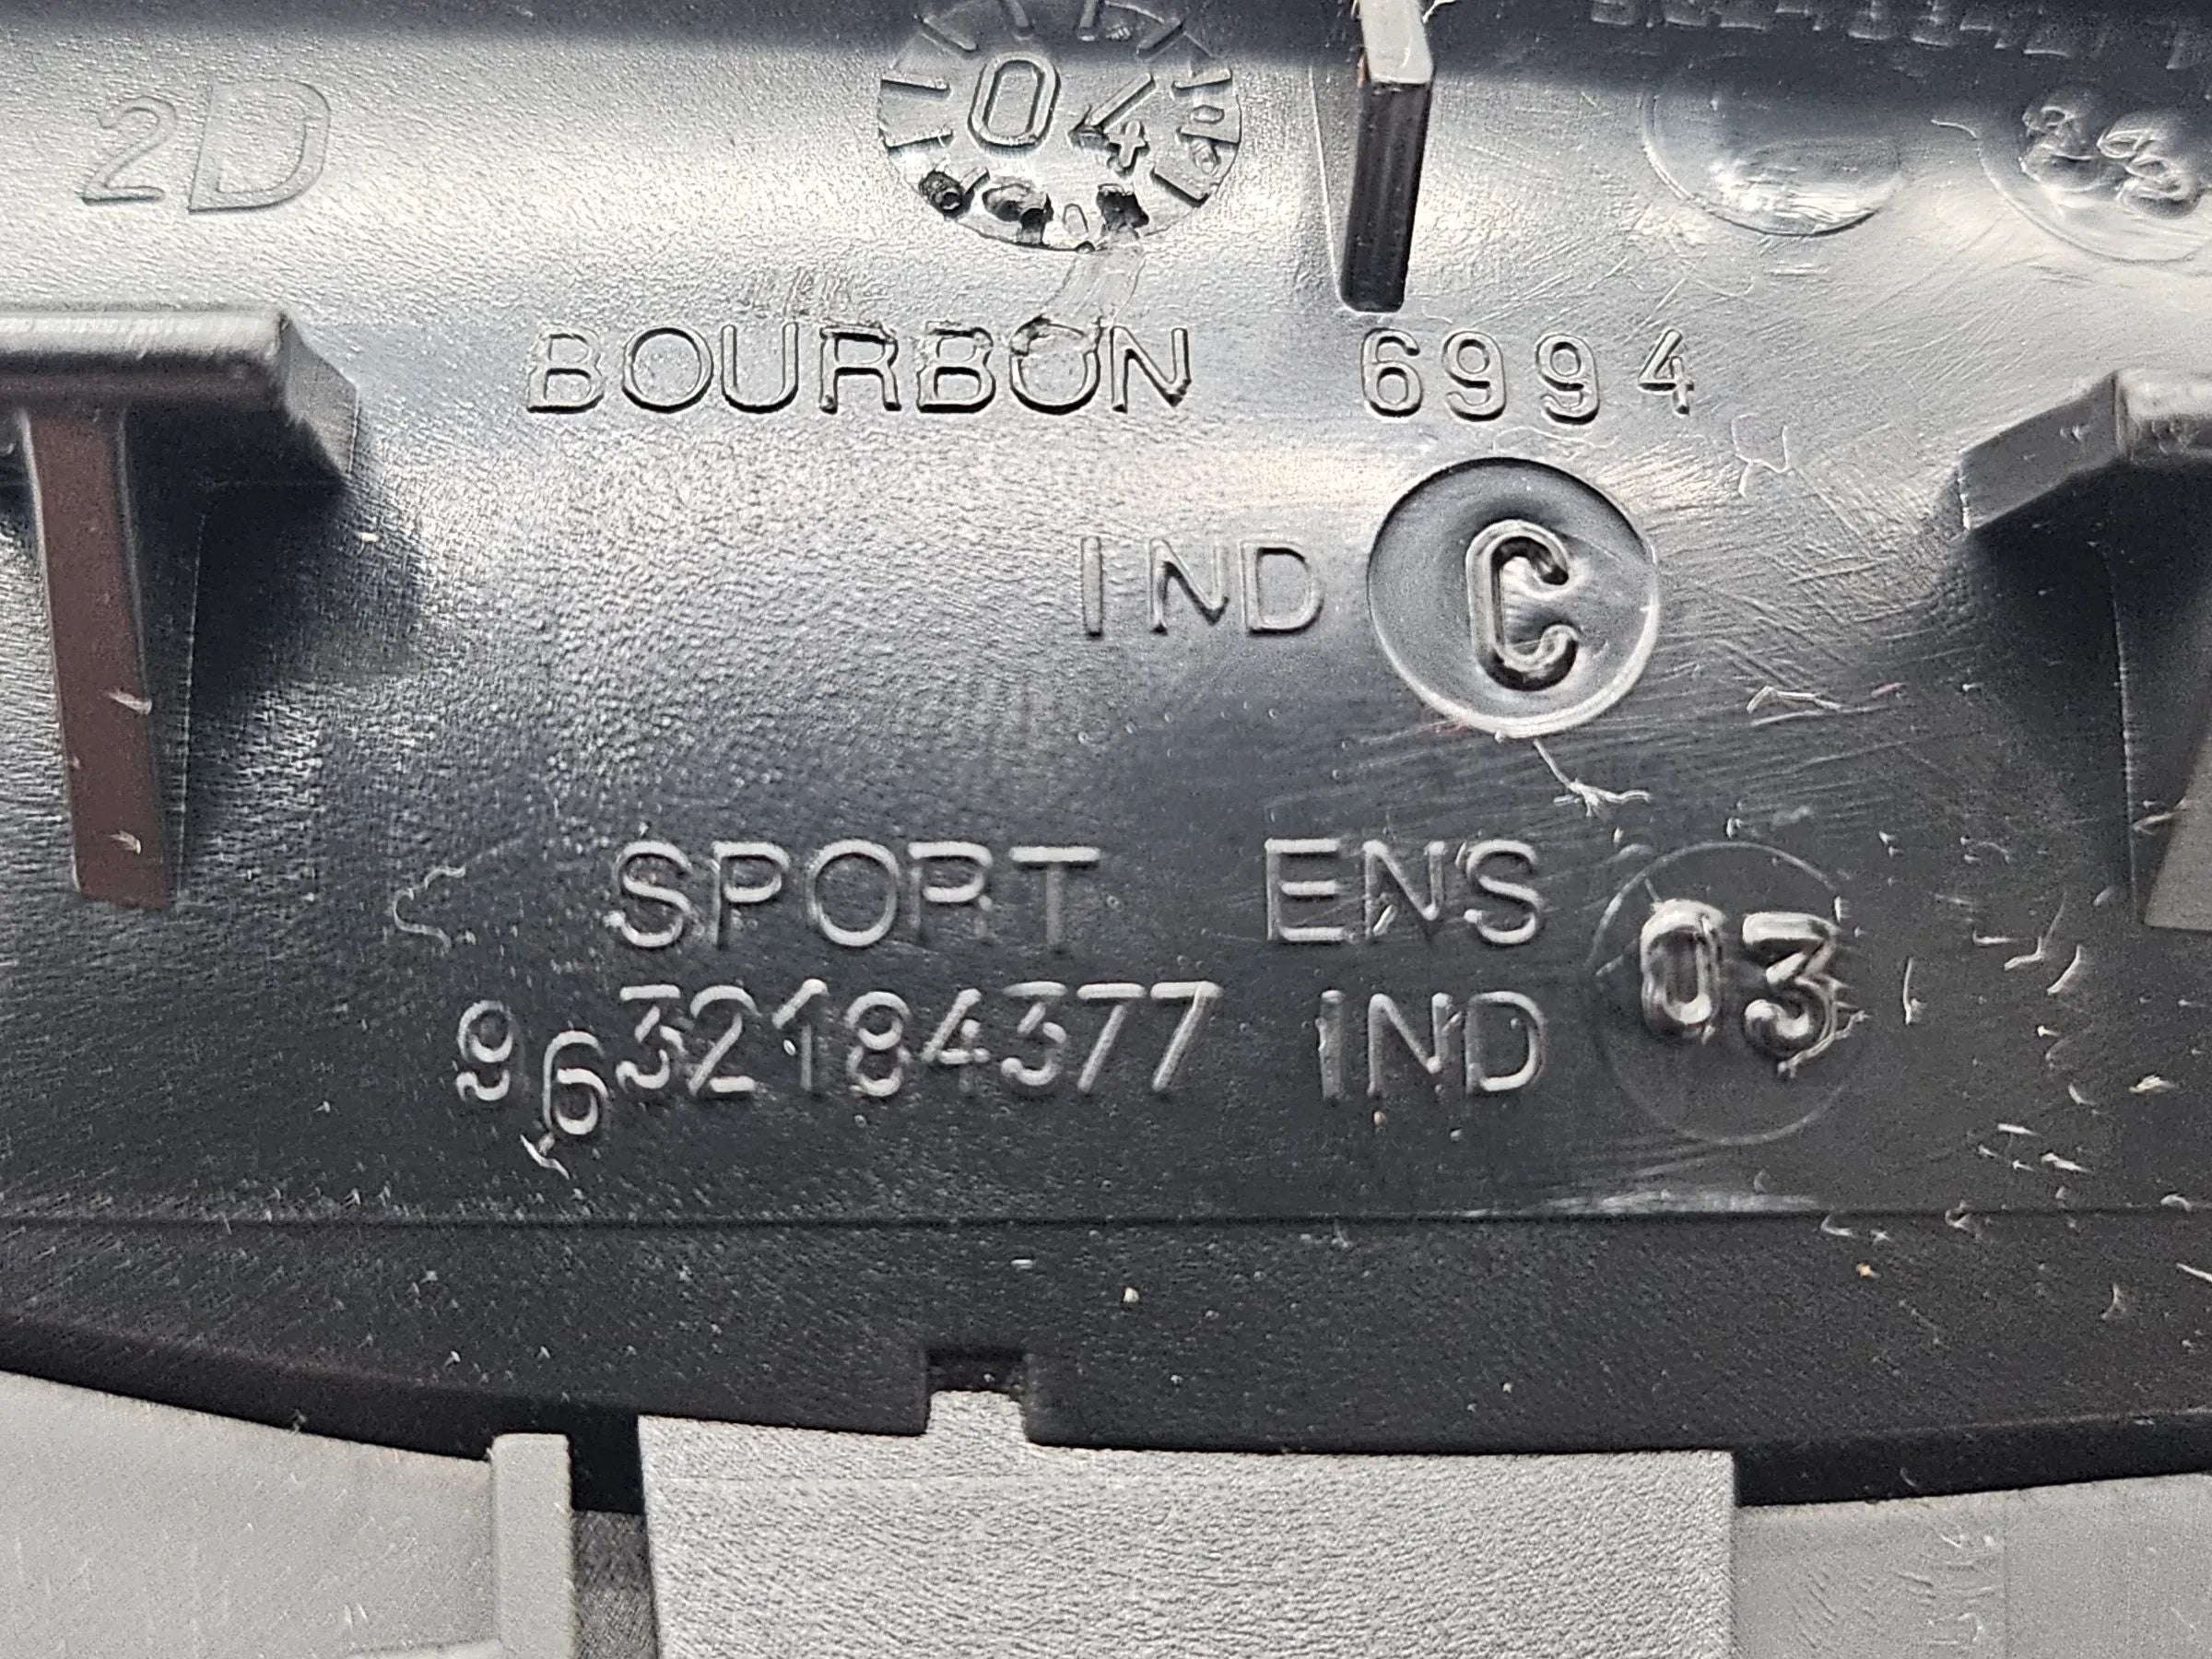 2D
04
BOURBON 6994
IND C
SPORT ENS
9632184377 IND 03